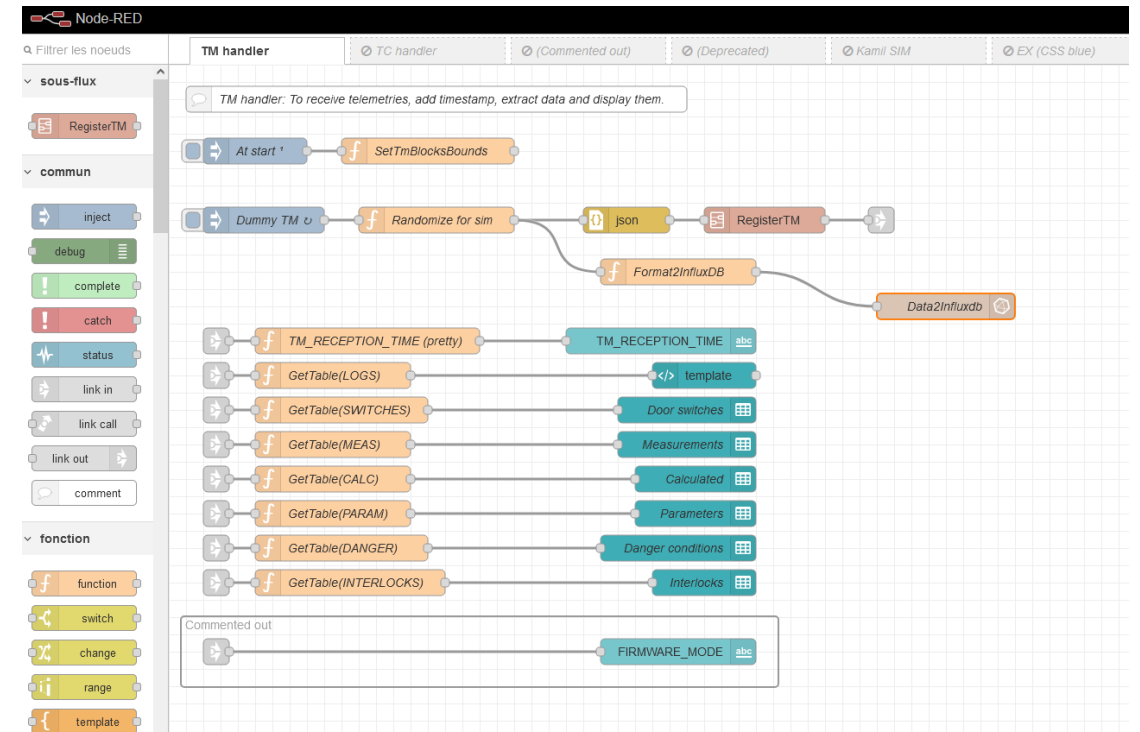 Node-RED
Filtrer les noeuds
TM handler
TC handler
(Commented out)
(Deprecated)
Kamil SIM
EX (CSS blue)
sous-flux
RegisterTM
commun
inject
debug
complete
catch
status
link in
link call
link out
comment
fonction
function
switch
change
range
template
TM handler: To receive telemetries, add timestamp, extract data and display them.
At start ¹
SetTmBlocksBounds
Dummy TM ↻
Randomize for sim
json
RegisterTM
Format2InfluxDB
Data2Influxdb
TM_RECEPTION_TIME (pretty)
TM_RECEPTION_TIME
abc
GetTable(LOGS)
</> template
GetTable(SWITCHES)
Door switches
GetTable(MEAS)
Measurements
GetTable(CALC)
Calculated
GetTable(PARAM)
Parameters
GetTable(DANGER)
Danger conditions
GetTable(INTERLOCKS)
Interlocks
Commented out
FIRMWARE_MODE
abc